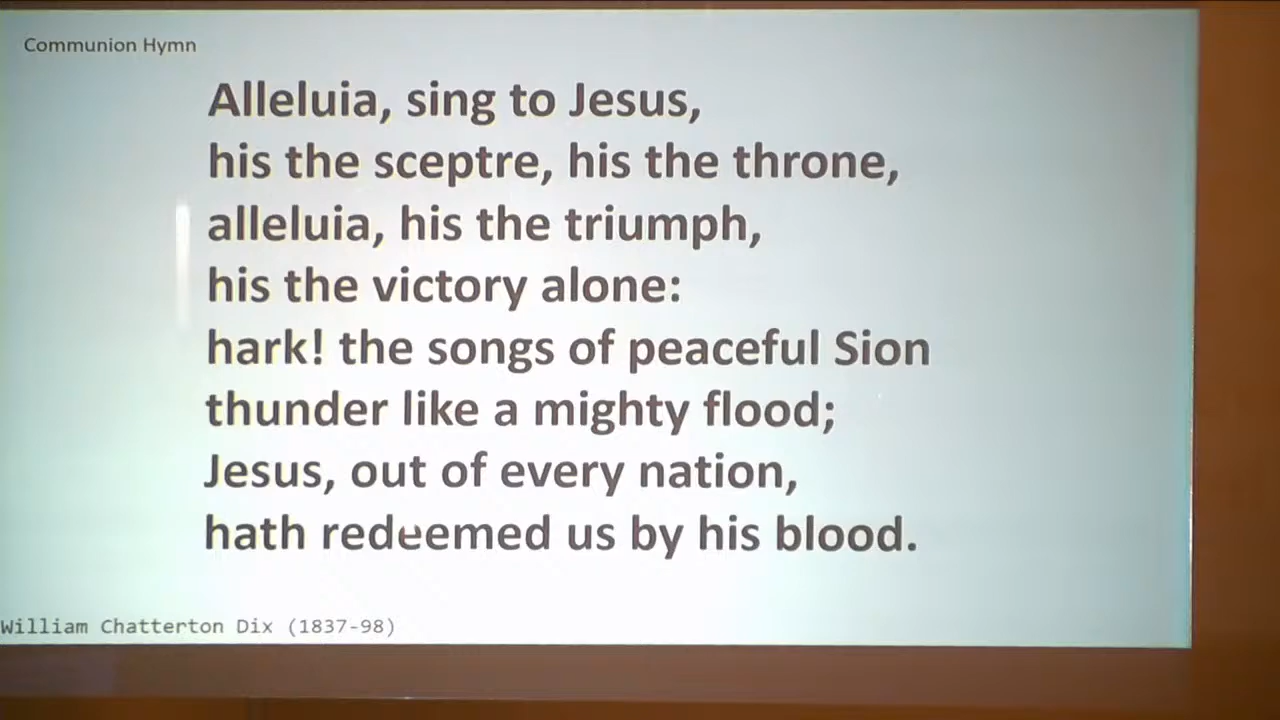 Communion Hymn
Alleluia, sing to Jesus,
his the sceptre, his the throne,
alleluia, his the triumph,
his the victory alone:
hark! the songs of peaceful Sion
thunder like a mighty flood;
Jesus, out of every nation,
hath redeemed us by his blood.
William Chatterton Dix (1837-98)